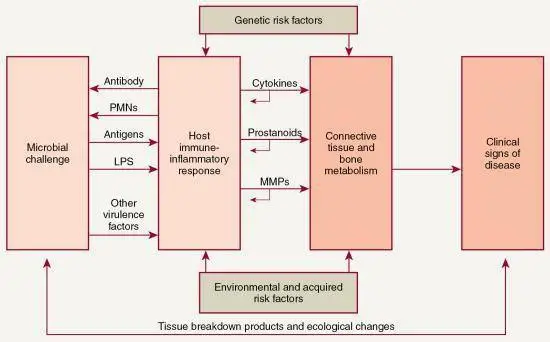 Genetic risk factors
Microbial
challenge
Antibody
PMNs
Antigens
LPS
Other
virulence
factors
Host
immune-
inflammatory
response
Cytokines
Prostanoids
MMPs
Connective
tissue and
bone
metabolism
Clinical
signs of
disease
Environmental and acquired
risk factors
Tissue breakdown products and ecological changes